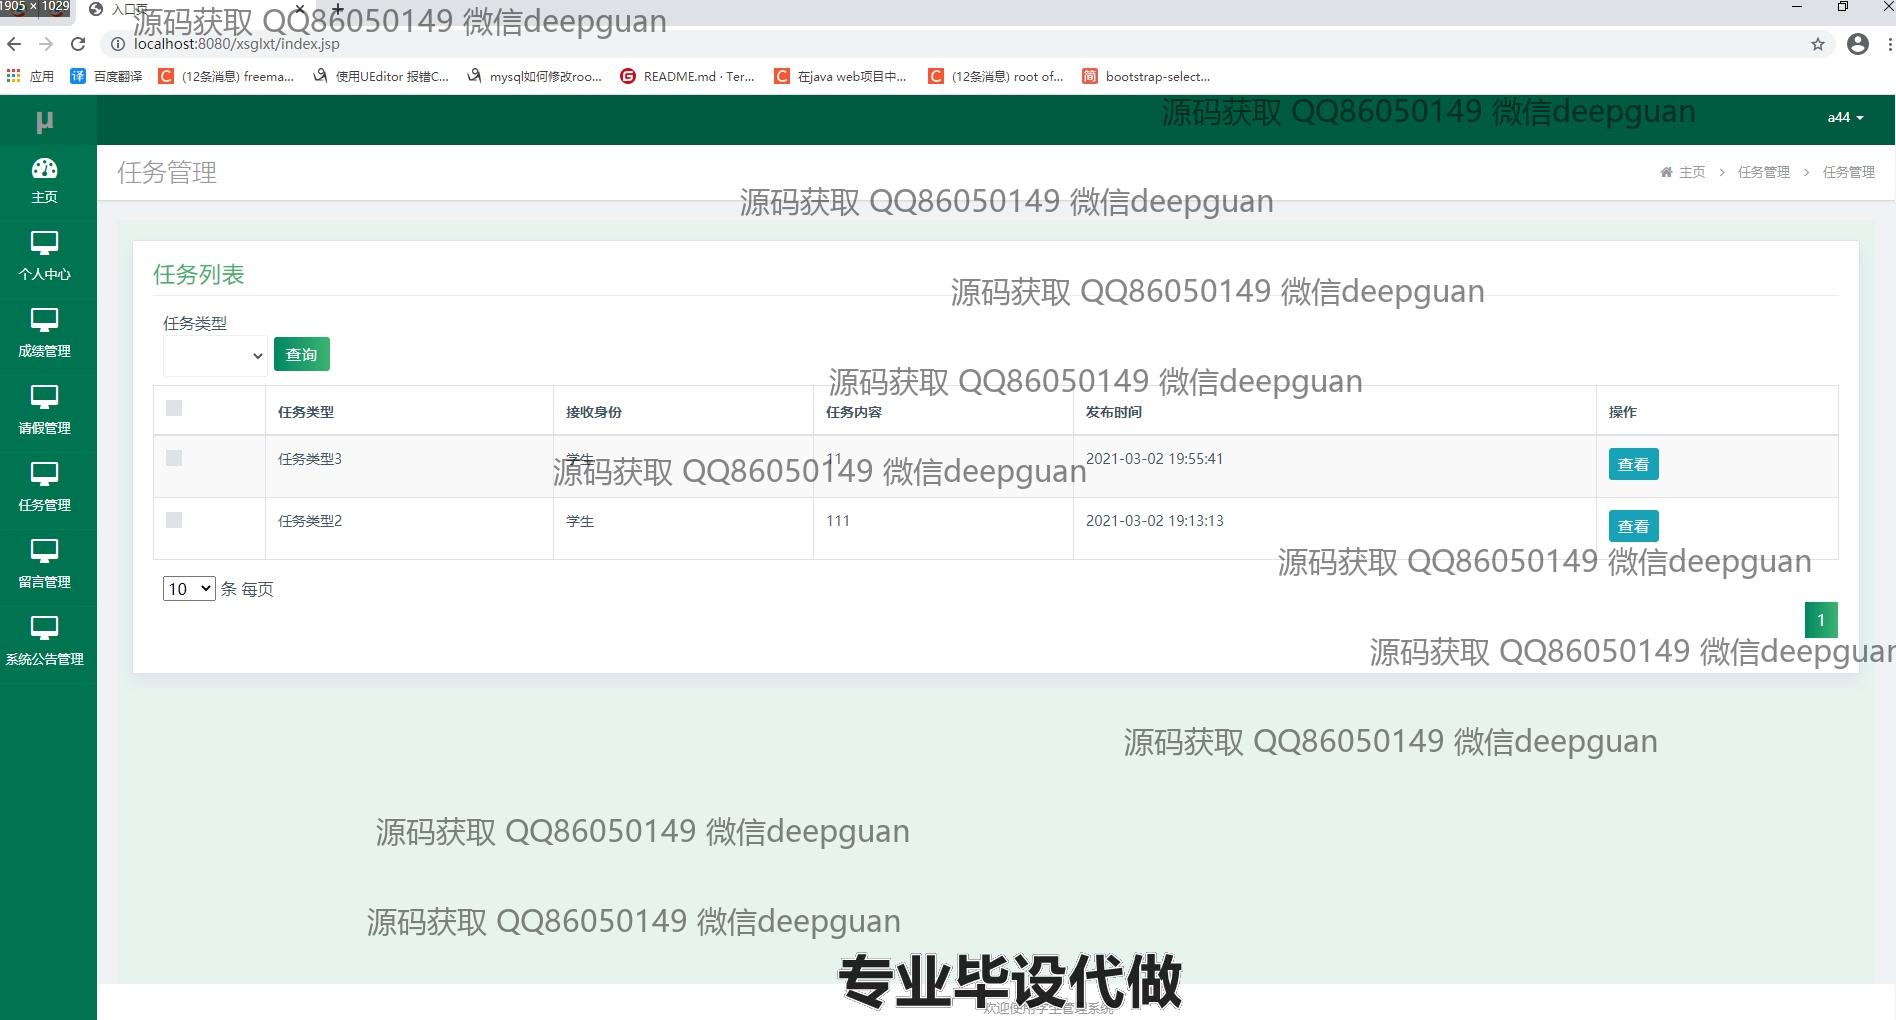 1905 × 1029
入口页
源码获取 QQ86050149 微信deepguan
localhost:8080/xsglxt/index.jsp
应用 百度翻译 (12条消息) freema... 使用UEditor 报错C... mysql如何修改roo... README.md · Ter... 在java web项目中... (12条消息) root of... bootstrap-select...
μ
源码获取 QQ86050149 微信deepguan
a44
主页
个人中心
成绩管理
请假管理
任务管理
留言管理
系统公告管理
任务管理
主页 > 任务管理 > 任务管理
源码获取 QQ86050149 微信deepguan
任务列表
源码获取 QQ86050149 微信deepguan
任务类型
查询
源码获取 QQ86050149 微信deepguan
任务类型 接收身份 任务内容 发布时间 操作
任务类型3 学生 11 2021-03-02 19:55:41 查看
源码获取 QQ86050149 微信deepguan
任务类型2 学生 111 2021-03-02 19:13:13 查看
源码获取 QQ86050149 微信deepguan
10 条 每页
1
源码获取 QQ86050149 微信deepguan
源码获取 QQ86050149 微信deepguan
源码获取 QQ86050149 微信deepguan
源码获取 QQ86050149 微信deepguan
专业毕设代做
欢迎使用学生管理系统